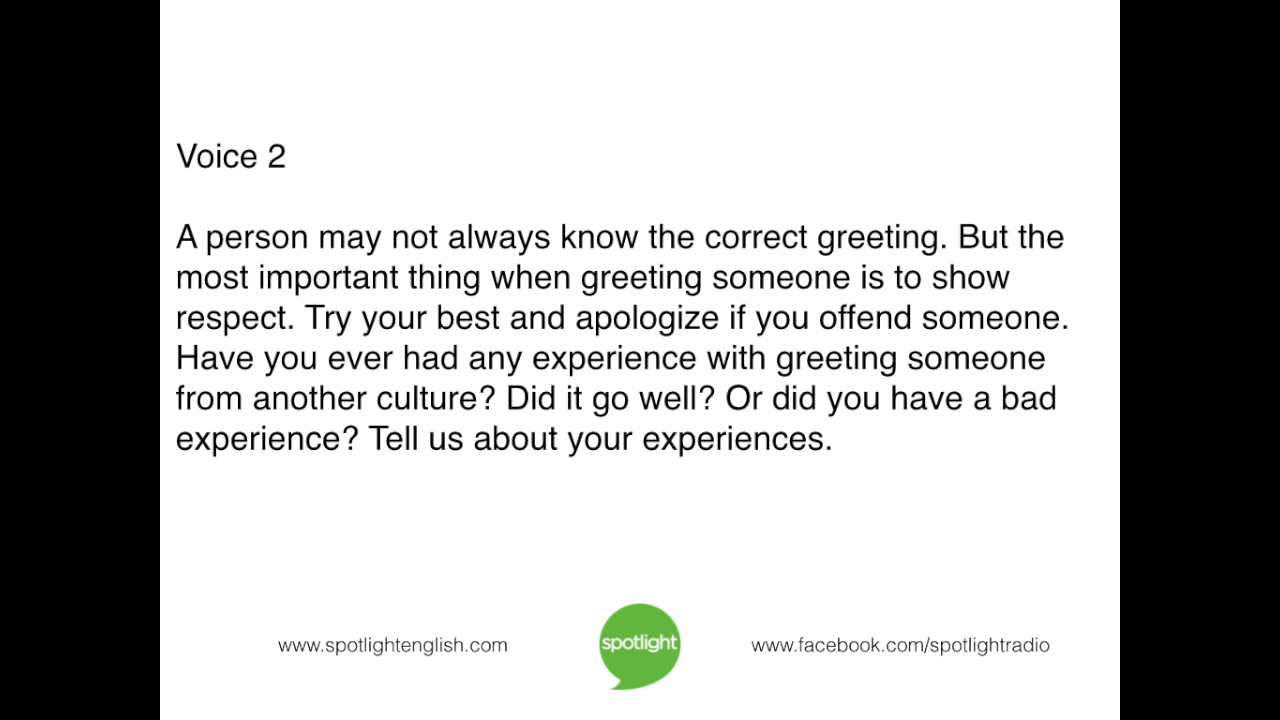 Voice 2
A person may not always know the correct greeting. But the
most important thing when greeting someone is to show
respect. Try your best and apologize if you offend someone.
Have you ever had any experience with greeting someone
from another culture? Did it go well? Or did you have a bad
experience? Tell us about your experiences.
www.spotlightenglish.com
spotlight
www.facebook.com/spotlightradio